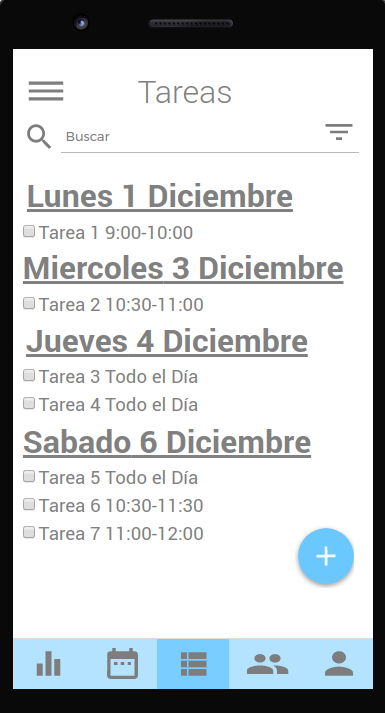 Tareas
Buscar
Lunes 1 Diciembre
Tarea 1 9:00-10:00
Miercoles 3 Diciembre
Tarea 2 10:30-11:00
Jueves 4 Diciembre
Tarea 3 Todo el Día
Tarea 4 Todo el Día
Sabado 6 Diciembre
Tarea 5 Todo el Día
Tarea 6 10:30-11:30
Tarea 7 11:00-12:00